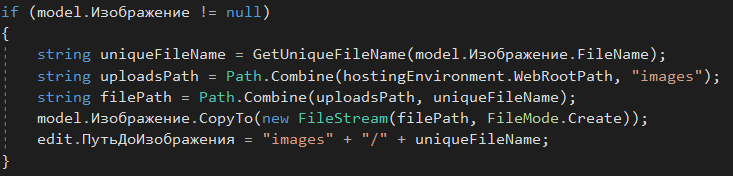 if (model.Изображение != null)
{
string uniqueFileName = GetUniqueFileName(model.Изображение.FileName);
string uploadsPath = Path.Combine(hostingEnvironment.WebRootPath, "images");
string filePath = Path.Combine(uploadsPath, uniqueFileName);
model.Изображение.CopyTo(new FileStream(filePath, FileMode.Create));
edit.ПутьДоИзображения = "images" + "/" + uniqueFileName;
}